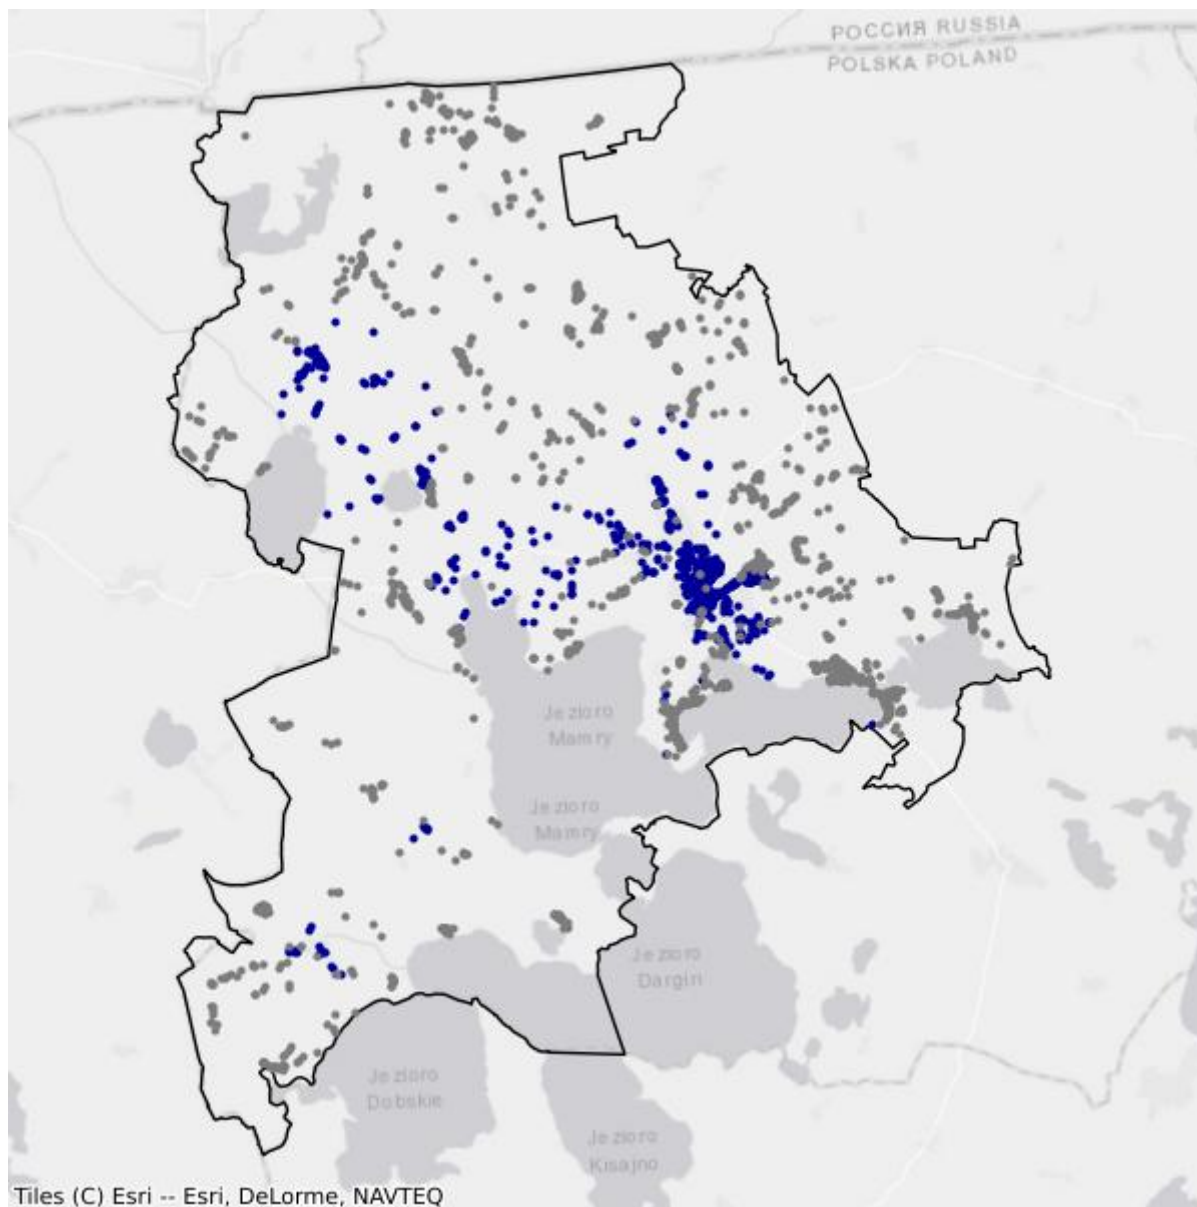 РОССИЯ RUSSIA
POLSKA POLAND
Jezioro
Mamry
Jezioro
Mamry
Jezioro
Dargin
Jezioro
Dobskie
Jezioro
Kisajno
Tiles (C) Esri -- Esri, DeLorme, NAVTEQ